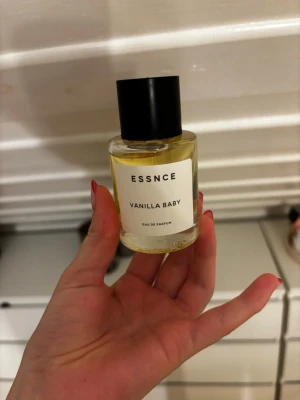 ESSNCE
VANILLA BABY
EAU DE PARFUM